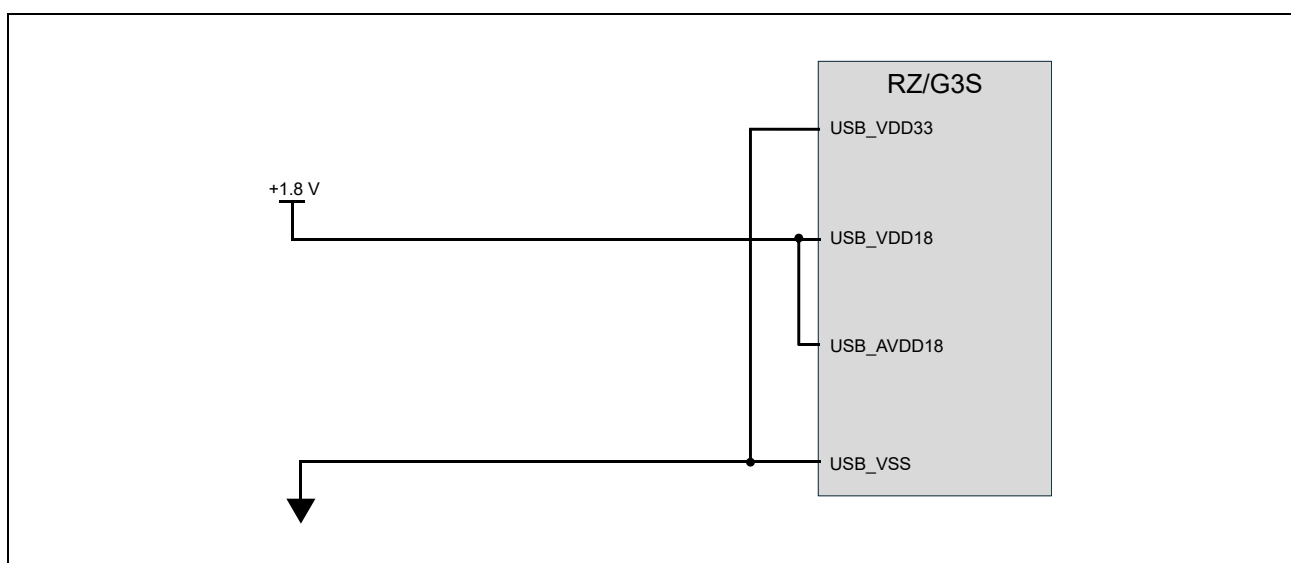 RZ/G3S
USB_VDD33
+1.8 V
USB_VDD18
USB_AVDD18
USB_VSS